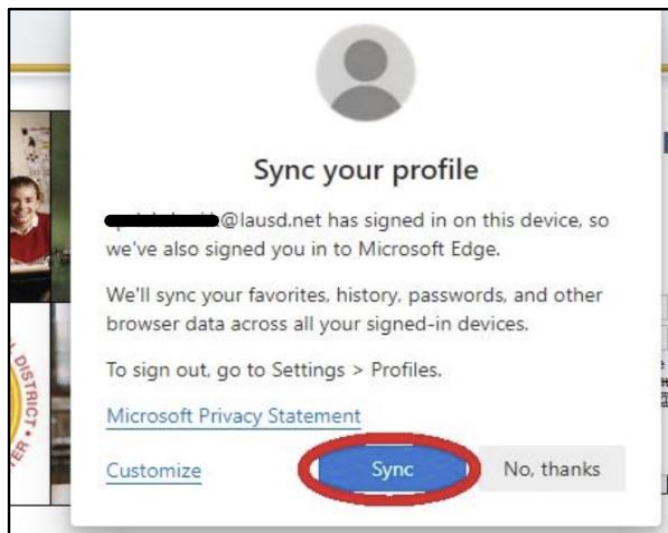 Sync your profile
@lausd.net has signed in on this device, so
we've also signed you in to Microsoft Edge.
We'll sync your favorites, history, passwords, and other
browser data across all your signed-in devices.
To sign out, go to Settings > Profiles.
Microsoft Privacy Statement
Customize
Sync
No, thanks
DISTRICT